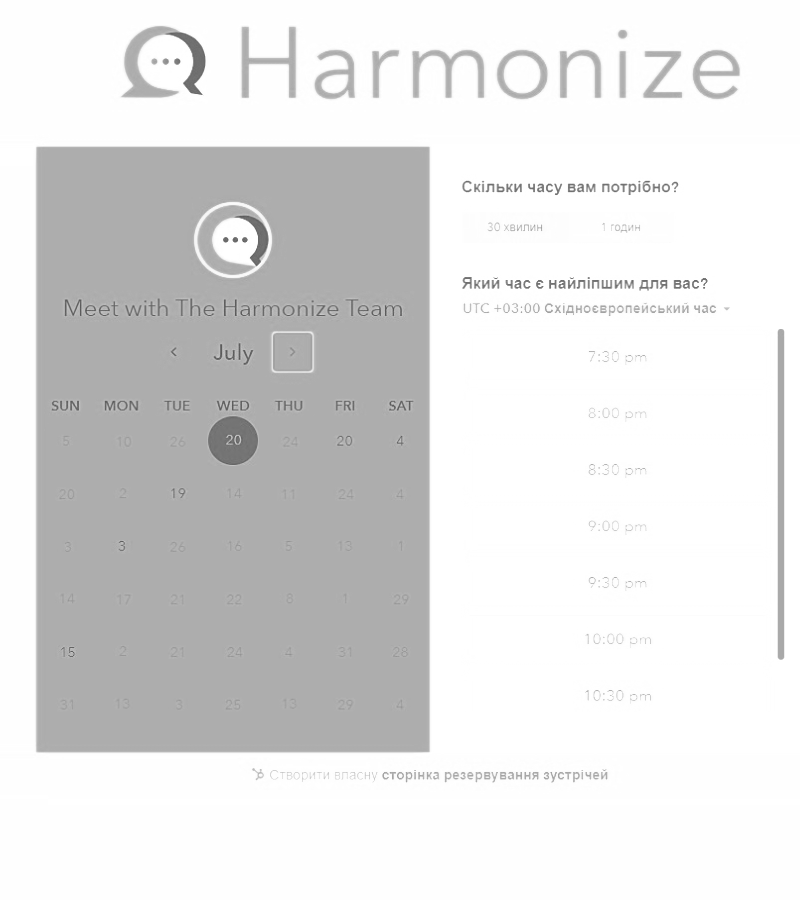 Harmonize
Meet with The Harmonize Team
July
SUN MON TUE WED THU FRI SAT
5 10 26 20 24 20 4
20 2 19 14 11 24 4
3 3 26 16 5 13 1
14 17 21 22 8 1 29
15 2 21 24 4 31 28
31 13 3 25 13 29 4
Скільки часу вам потрібно?
30 хвилин 1 годин
Який час є найліпшим для вас?
UTC +03:00 Східноєвропейський час
7:30 pm
8:00 pm
8:30 pm
9:00 pm
9:30 pm
10:00 pm
10:30 pm
Створити власну сторінка резервування зустрічей